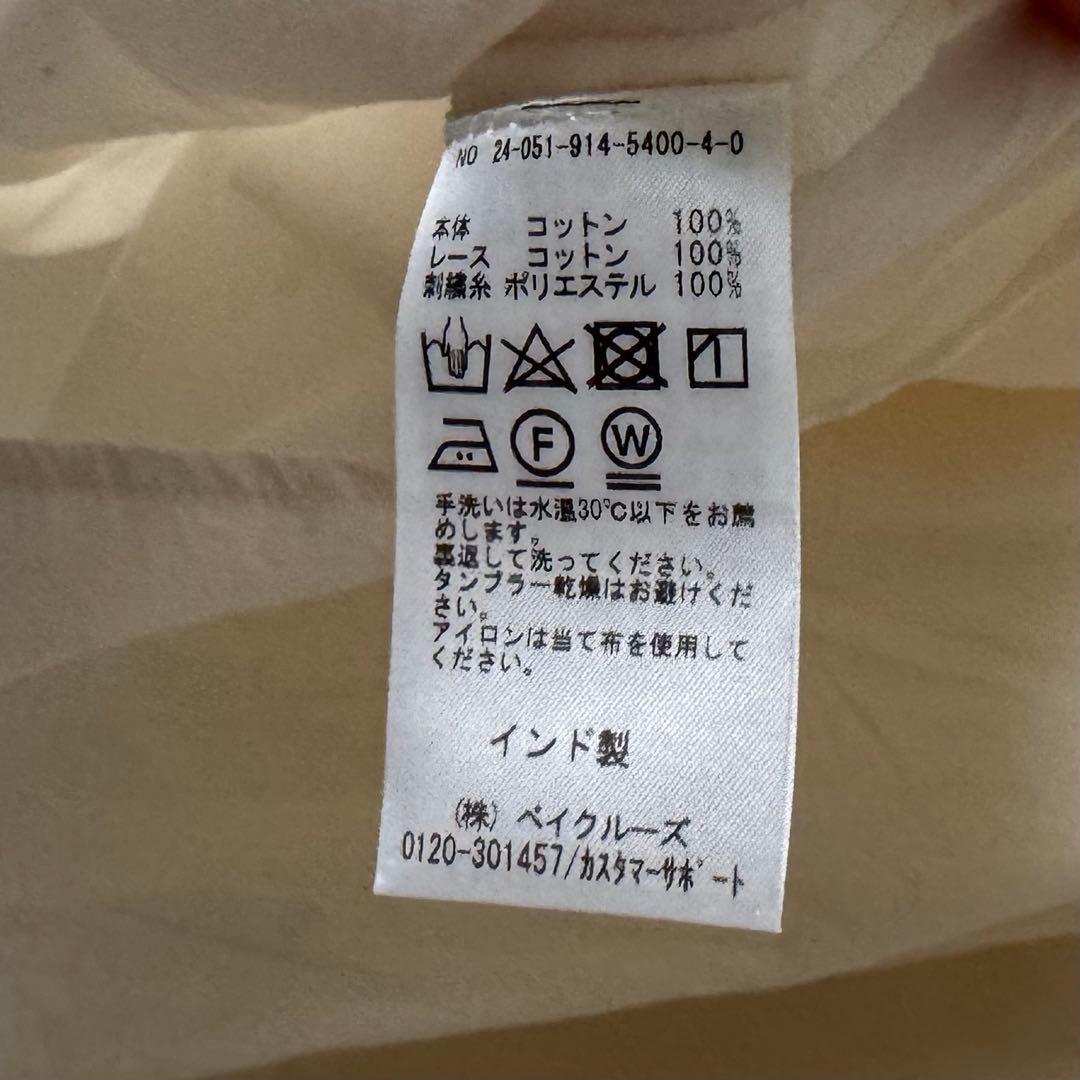 NO 24-051-914-5400-4-0
本体 コットン 100%
レース コットン 100%
刺繍糸 ポリエステル 100%
F W
手洗いは水温30℃以下をお薦
めします。
裏返して洗ってください。
タンブラー乾燥はお避けくだ
さい。
アイロンは当て布を使用して
ください。
インド製
(株) ベイクルーズ
0120-301457/カスタマーサポート